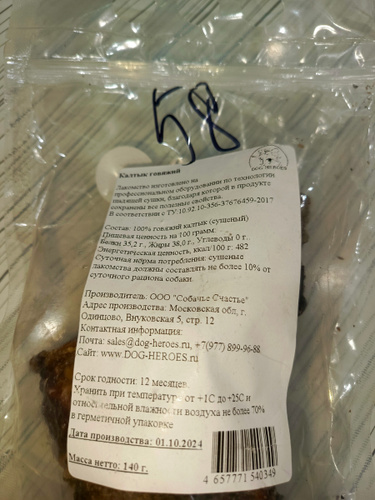 58
DOG HEROES
Калтык говяжий
Лакомство изготовлено на
профессиональном оборудовании по технологии
щадящей сушки, благодаря которой в продукте
сохранены все полезные свойства.
В соответствии с ТУ 10.92.10-356-37676459-2017
Состав: 100% говяжий калтык (сушеный)
Пищевая ценность на 100 грамм:
Белки 35,2 г., Жиры 38,0 г., Углеводы 0 г.
Энергетическая ценность, ккал 100 г: 482
Суточная норма потребления: сушеные
лакомства должны составлять не более 10% от
суточного рациона собаки.
Производитель: ООО "Собачье Счастье"
Адрес производства: Московская обл, г.
Одинцово, Внуковская 5, стр. 12
Контактная информация:
Почта: sales@dog-heroes.ru, +7(977) 899-96-88
Сайт: www.DOG-HEROES.ru
Срок годности: 12 месяцев.
Хранить при температуре от +1С до +25С и
относительной влажности воздуха не более 70%
в герметичной упаковке
Дата производства: 01.10.2024
Масса нетто: 140 г.
4 657771 540349